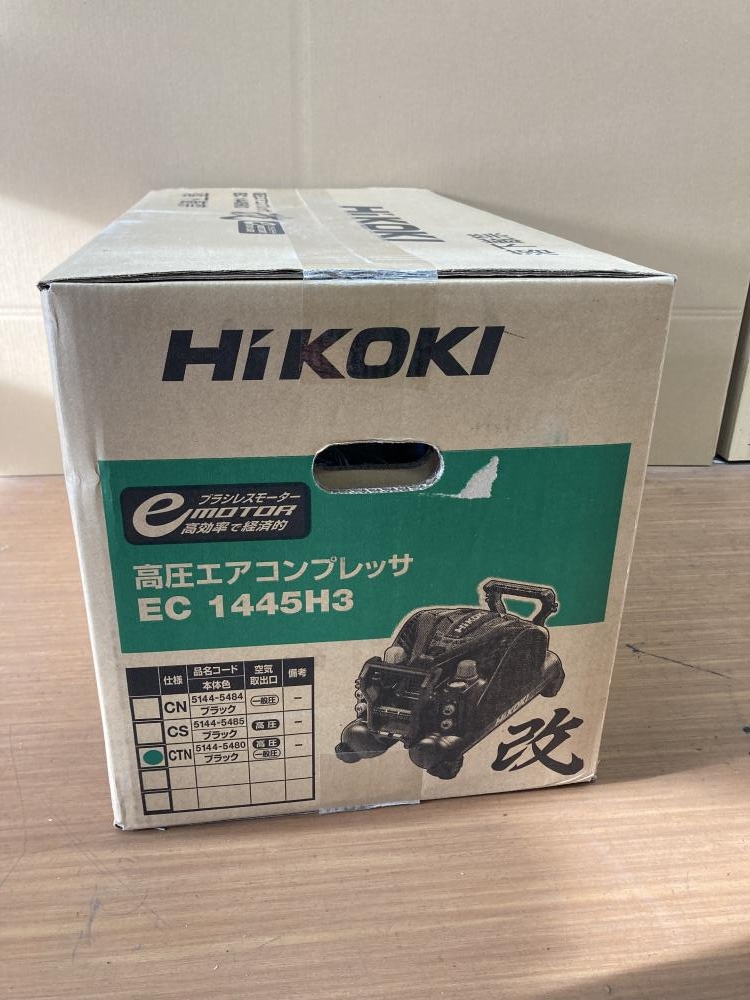 HiKOKI
HiKOKI
ブラシレスモーター
eMOTOR
高効率で経済的
高圧エアコンプレッサ
EC 1445H3
HiKOKI
HiKOKI
改
仕様 品名コード 本体色 空気取出口 備考
CN 5144-5484 ブラック 一般圧 −
CS 5144-5485 ブラック 高圧 −
CTN 5144-5480 ブラック 高圧 一般圧 −